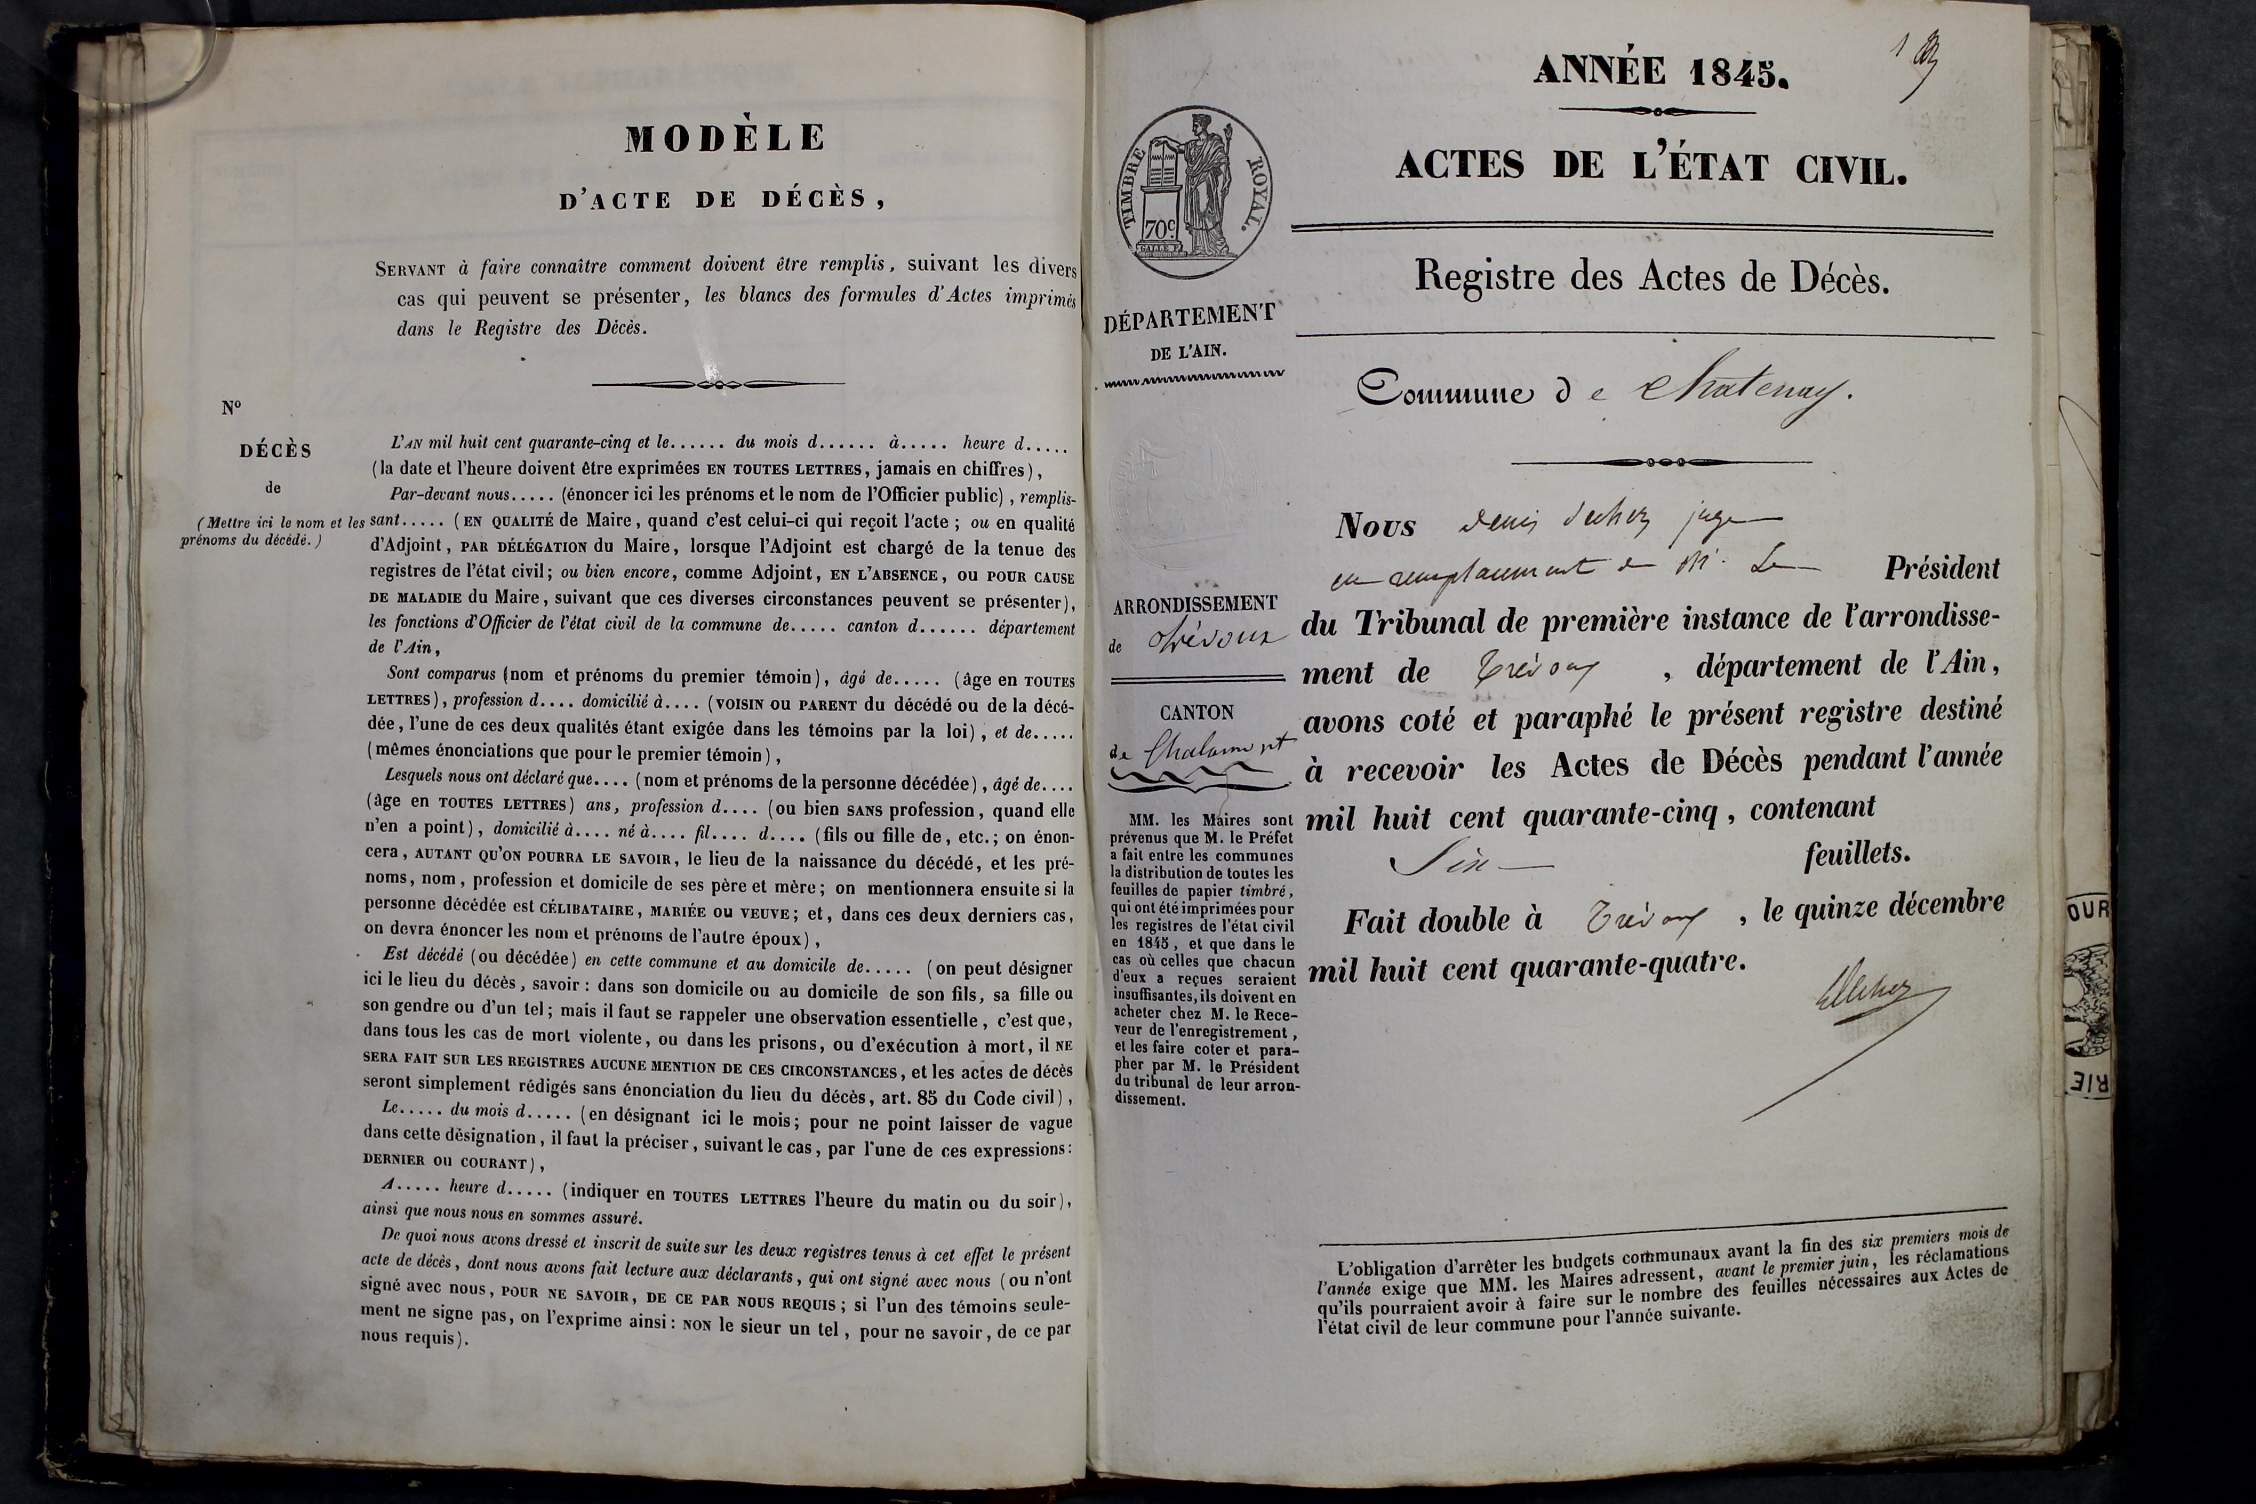 MODÈLE
D'ACTE DE DÉCÈS,
SERVANT à faire connaître comment doivent être remplis, suivant les divers
cas qui peuvent se présenter, les blancs des formules d'Actes imprimés
dans le Registre des Décès.
Nº
DÉCÈS
de
(Mettre ici le nom et les
prénoms du décédé.)
L'AN mil huit cent quarante-cinq et le...... du mois d...... à..... heure d.....
(la date et l'heure doivent être exprimées EN TOUTES LETTRES, jamais en chiffres),
Par-devant nous..... (énoncer ici les prénoms et le nom de l'Officier public), remplis-
sant..... (EN QUALITÉ de Maire, quand c'est celui-ci qui reçoit l'acte; ou en qualité
d'Adjoint, PAR DÉLÉGATION du Maire, lorsque l'Adjoint est chargé de la tenue des
registres de l'état civil; ou bien encore, comme Adjoint, EN L'ABSENCE, OU POUR CAUSE
DE MALADIE du Maire, suivant que ces diverses circonstances peuvent se présenter),
les fonctions d'Officier de l'état civil de la commune de..... canton d...... département
de l'Ain,
Sont comparus (nom et prénoms du premier témoin), âgé de..... (âge en TOUTES
LETTRES), profession d.... domicilié à.... (VOISIN OU PARENT du décédé ou de la décé-
dée, l'une de ces deux qualités étant exigée dans les témoins par la loi), et de.....
(mêmes énonciations que pour le premier témoin),
Lesquels nous ont déclaré que.... (nom et prénoms de la personne décédée), âgé de....
(âge en TOUTES LETTRES) ans, profession d.... (ou bien SANS profession, quand elle
n'en a point), domicilié à.... né à.... fil.... d.... (fils ou fille de, etc.; on énon-
cera, AUTANT QU'ON POURRA LE SAVOIR, le lieu de la naissance du décédé, et les pré-
noms, nom, profession et domicile de ses père et mère; on mentionnera ensuite si la
personne décédée est CÉLIBATAIRE, MARIÉE OU VEUVE; et, dans ces deux derniers cas,
on devra énoncer les nom et prénoms de l'autre époux),
Est décédé (ou décédée) en cette commune et au domicile de..... (on peut désigner
ici le lieu du décès, savoir: dans son domicile ou au domicile de son fils, sa fille ou
son gendre ou d'un tel; mais il faut se rappeler une observation essentielle, c'est que,
dans tous les cas de mort violente, ou dans les prisons, ou d'exécution à mort, il NE
SERA FAIT SUR LES REGISTRES AUCUNE MENTION DE CES CIRCONSTANCES, et les actes de décès
seront simplement rédigés sans énonciation du lieu du décès, art. 85 du Code civil),
Le..... du mois d..... (en désignant ici le mois; pour ne point laisser de vague
dans cette désignation, il faut la préciser, suivant le cas, par l'une de ces expressions:
DERNIER OU COURANT),
A..... heure d..... (indiquer en TOUTES LETTRES l'heure du matin ou du soir),
ainsi que nous nous en sommes assuré.
De quoi nous avons dressé et inscrit de suite sur les deux registres tenus à cet effet le présent
acte de décès, dont nous avons fait lecture aux déclarants, qui ont signé avec nous (ou n'ont
signé avec nous, POUR NE SAVOIR, DE CE PAR NOUS REQUIS; si l'un des témoins seule-
ment ne signe pas, on l'exprime ainsi: NON le sieur un tel, pour ne savoir, de ce par
nous requis).
1
ANNÉE 1845.
ACTES DE L'ÉTAT CIVIL.
Registre des Actes de Décès.
TIMBRE ROYAL.
70c.
DÉPARTEMENT
DE L'AIN.
ARRONDISSEMENT
de Trévoux
CANTON
de Chalamont
MM. les Maires sont
prévenus que M. le Préfet
a fait entre les communes
la distribution de toutes les
feuilles de papier timbré,
qui ont été imprimées pour
les registres de l'état civil
en 1845, et que dans le
cas où celles que chacun
d'eux a reçues seraient
insuffisantes, ils doivent en
acheter chez M. le Rece-
veur de l'enregistrement,
et les faire coter et para-
pher par M. le Président
du tribunal de leur arron-
dissement.
Commune de Chatenay.
Nous Denis juge
en remplacement de Mr. Le Président
du Tribunal de première instance de l'arrondisse-
ment de Trévoux, département de l'Ain,
avons coté et paraphé le présent registre destiné
à recevoir les Actes de Décès pendant l'année
mil huit cent quarante-cinq, contenant
Six feuillets.
Fait double à Trévoux, le quinze décembre
mil huit cent quarante-quatre.
L'obligation d'arrêter les budgets communaux avant la fin des six premiers mois de
l'année exige que MM. les Maires adressent, avant le premier juin, les réclamations
qu'ils pourraient avoir à faire sur le nombre des feuilles nécessaires aux Actes de
l'état civil de leur commune pour l'année suivante.
OUR
RIE